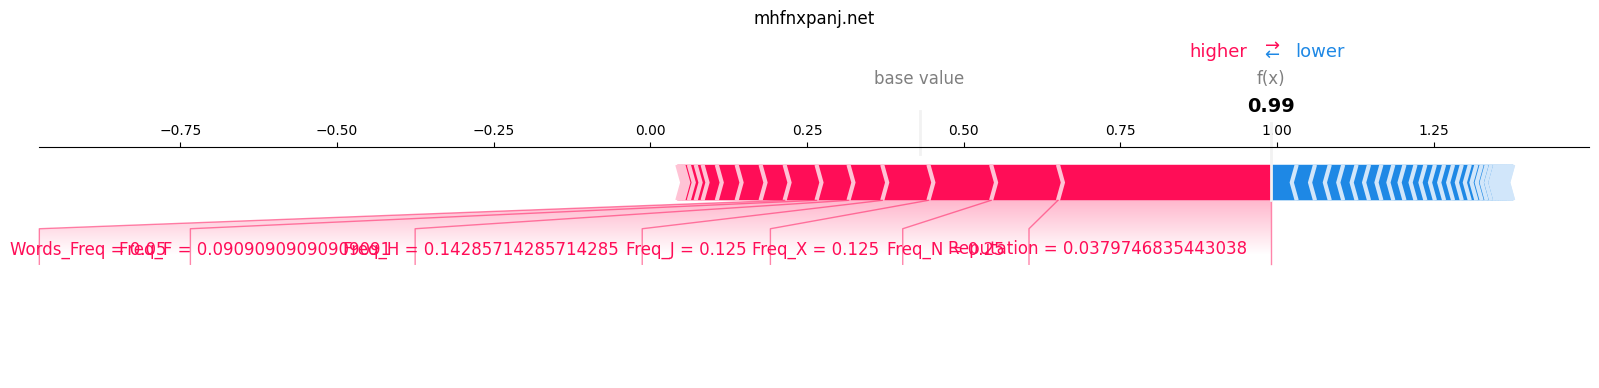 mhfnxpanj.net
higher ⇄ lower
base value f(x)
0.99
−0.75 −0.50 −0.25 0.00 0.25 0.50 0.75 1.00 1.25
Words_Freq = 0.05 Freq_F = 0.09090909090909091 Freq_H = 0.14285714285714285 Freq_J = 0.125 Freq_X = 0.125 Freq_N = 0.25 Reputation = 0.0379746835443038